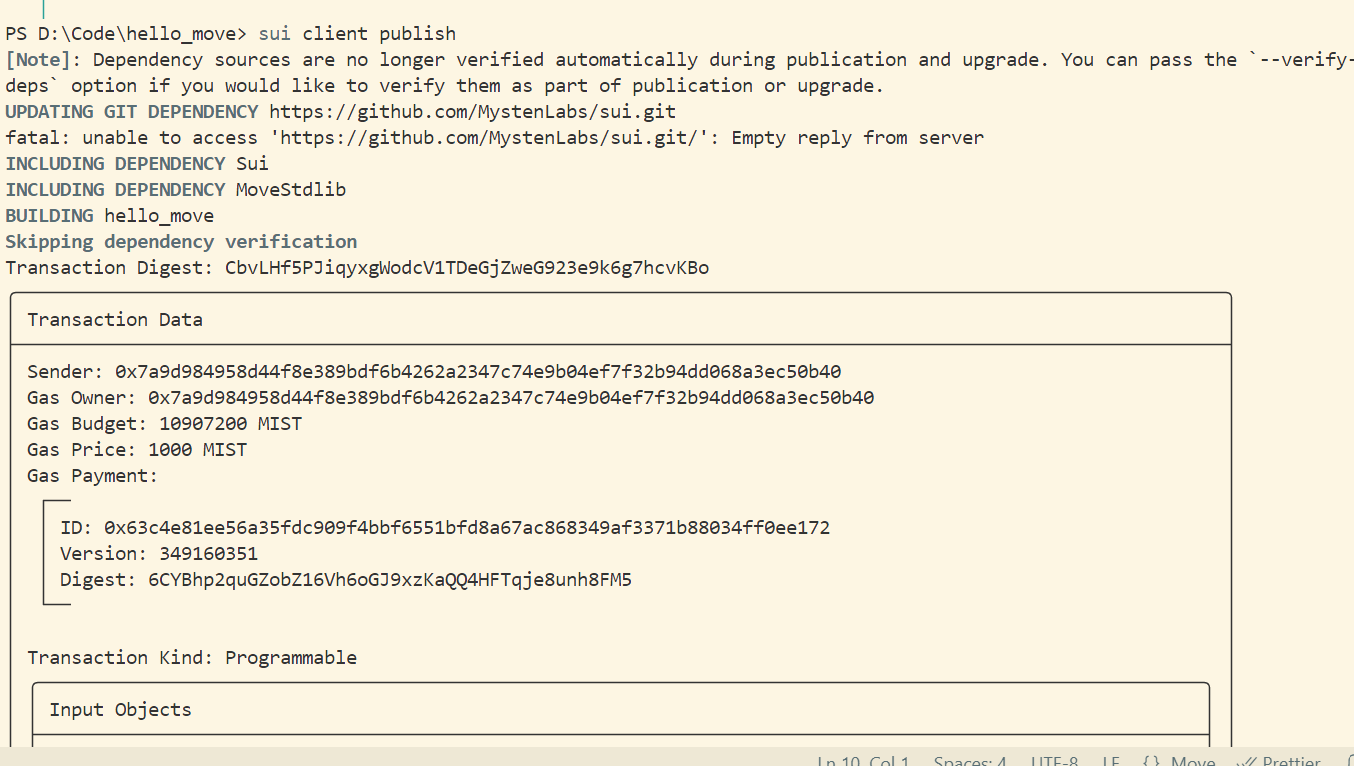 PS D:\Code\hello_move> sui client publish
[Note]: Dependency sources are no longer verified automatically during publication and upgrade. You can pass the `--verify-
deps` option if you would like to verify them as part of publication or upgrade.
UPDATING GIT DEPENDENCY https://github.com/MystenLabs/sui.git
fatal: unable to access 'https://github.com/MystenLabs/sui.git/': Empty reply from server
INCLUDING DEPENDENCY Sui
INCLUDING DEPENDENCY MoveStdlib
BUILDING hello_move
Skipping dependency verification
Transaction Digest: CbvLHf5PJiqyxgWodcV1TDeGjZweG923e9k6g7hcvKBo
Transaction Data
Sender: 0x7a9d984958d44f8e389bdf6b4262a2347c74e9b04ef7f32b94dd068a3ec50b40
Gas Owner: 0x7a9d984958d44f8e389bdf6b4262a2347c74e9b04ef7f32b94dd068a3ec50b40
Gas Budget: 10907200 MIST
Gas Price: 1000 MIST
Gas Payment:
ID: 0x63c4e81ee56a35fdc909f4bbf6551bfd8a67ac868349af3371b88034ff0ee172
Version: 349160351
Digest: 6CYBhp2quGZobZ16Vh6oGJ9xzKaQQ4HFTqje8unh8FM5
Transaction Kind: Programmable
Input Objects
Ln 10, Col 1 Spaces: 4 UTF-8 LF {} Move Prettier